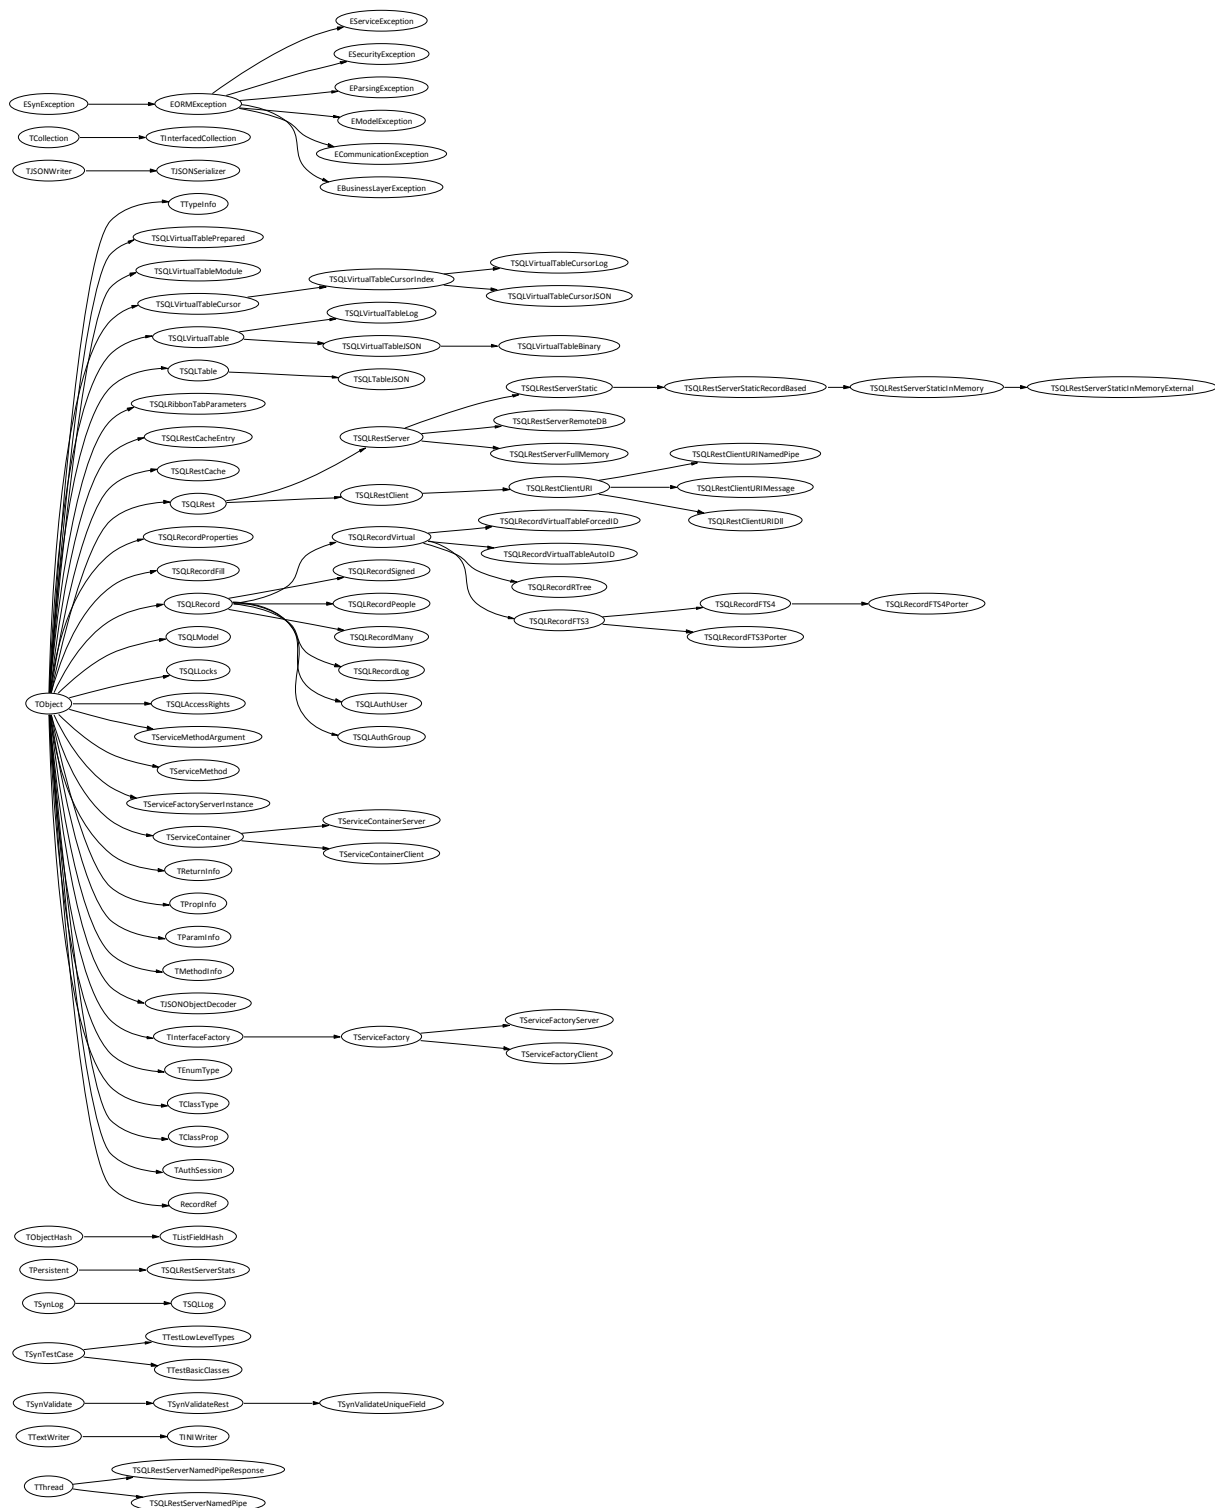 EServiceException
ESecurityException
EParsingException
ESynException
EORMException
EModelException
TCollection
TInterfacedCollection
ECommunicationException
TJSONWriter
TJSONSerializer
EBusinessLayerException
TTypeInfo
TSQLVirtualTablePrepared
TSQLVirtualTableModule
TSQLVirtualTableCursorLog
TSQLVirtualTableCursorIndex
TSQLVirtualTableCursorJSON
TSQLVirtualTableCursor
TSQLVirtualTableLog
TSQLVirtualTable
TSQLVirtualTableJSON
TSQLVirtualTableBinary
TSQLTable
TSQLTableJSON
TSQLRestServerStatic
TSQLRestServerStaticRecordBased
TSQLRestServerStaticInMemory
TSQLRestServerStaticInMemoryExternal
TSQLRibbonTabParameters
TSQLRestServerRemoteDB
TSQLRestCacheEntry
TSQLRestServer
TSQLRestServerFullMemory
TSQLRestClientURINamedPipe
TSQLRestCache
TSQLRestClientURI
TSQLRestClientURIMessage
TSQLRest
TSQLRestClient
TSQLRestClientURIDll
TSQLRecordVirtualTableForcedID
TSQLRecordProperties
TSQLRecordVirtual
TSQLRecordVirtualTableAutoID
TSQLRecordFill
TSQLRecordSigned
TSQLRecordRTree
TSQLRecord
TSQLRecordPeople
TSQLRecordFTS4
TSQLRecordFTS4Porter
TSQLRecordFTS3
TSQLModel
TSQLRecordMany
TSQLRecordFTS3Porter
TSQLLocks
TSQLRecordLog
TObject
TSQLAccessRights
TSQLAuthUser
TServiceMethodArgument
TSQLAuthGroup
TServiceMethod
TServiceFactoryServerInstance
TServiceContainerServer
TServiceContainer
TServiceContainerClient
TReturnInfo
TPropInfo
TParamInfo
TMethodInfo
TJSONObjectDecoder
TServiceFactoryServer
TInterfaceFactory
TServiceFactory
TServiceFactoryClient
TEnumType
TClassType
TClassProp
TAuthSession
RecordRef
TObjectHash
TListFieldHash
TPersistent
TSQLRestServerStats
TSynLog
TSQLLog
TTestLowLevelTypes
TSynTestCase
TTestBasicClasses
TSynValidate
TSynValidateRest
TSynValidateUniqueField
TTextWriter
TINIWriter
TSQLRestServerNamedPipeResponse
TThread
TSQLRestServerNamedPipe